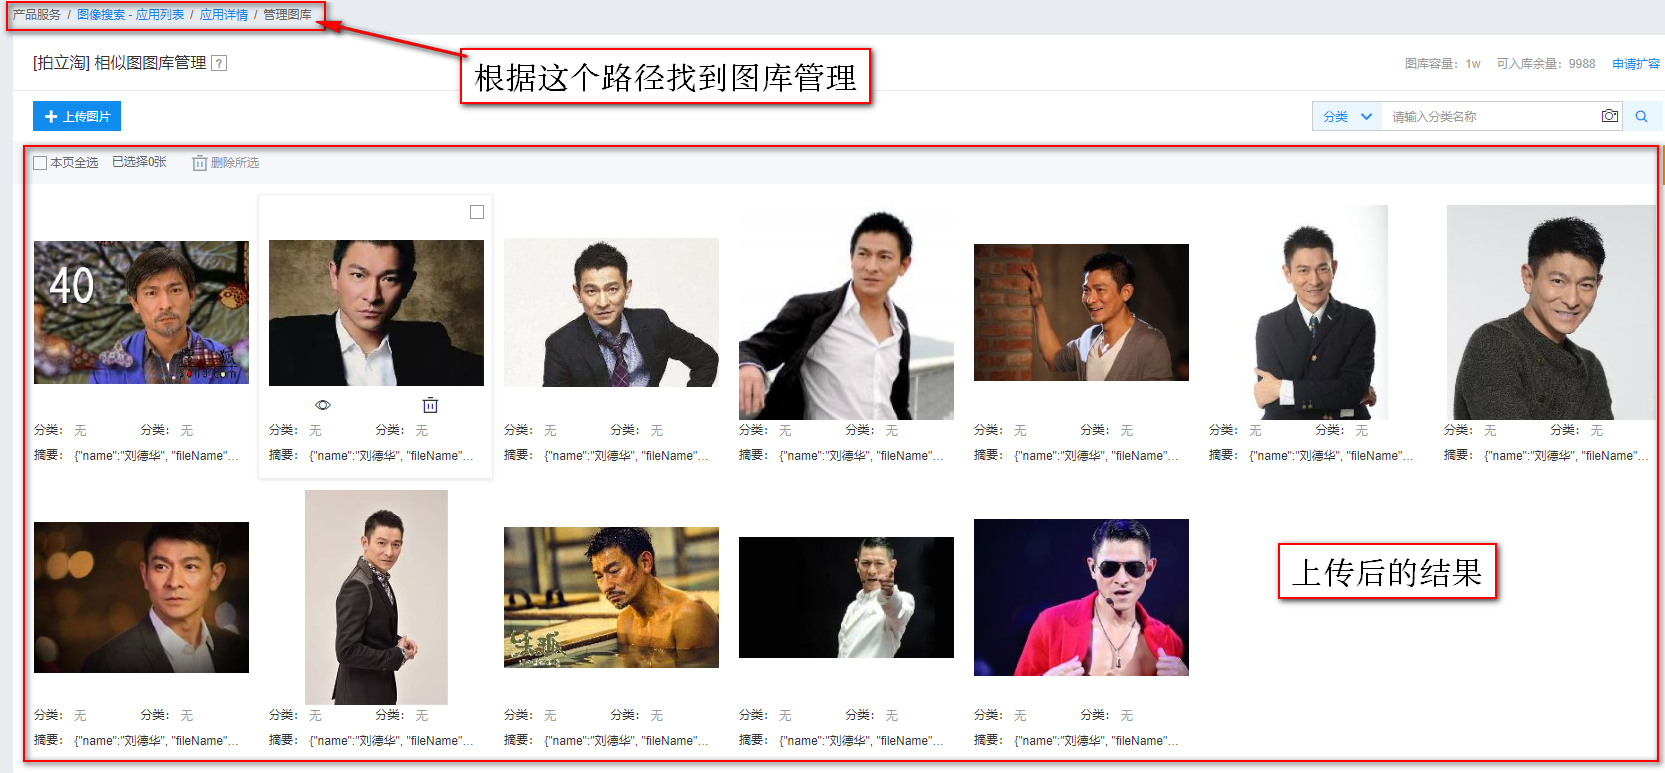 产品服务 / 图像搜索 - 应用列表 / 应用详情 / 管理图库
根据这个路径找到图库管理
[拍立淘] 相似图图库管理 ?
图库容量：1w 可入库余量：9988 申请扩容
上传图片
分类 请输入分类名称
本页全选 已选择0张 删除所选
40
搜狐
分类： 无 分类： 无 分类： 无 分类： 无 分类： 无 分类： 无 分类： 无 分类： 无 分类： 无 分类： 无 分类： 无 分类： 无 分类： 无 分类： 无
摘要： {"name":"刘德华", "fileName"... 摘要： {"name":"刘德华", "fileName"... 摘要： {"name":"刘德华", "fileName"... 摘要： {"name":"刘德华", "fileName"... 摘要： {"name":"刘德华", "fileName"... 摘要： {"name":"刘德华", "fileName"... 摘要： {"name":"刘德华", "fileName"...
上传后的结果
分类： 无 分类： 无 分类： 无 分类： 无 分类： 无 分类： 无 分类： 无 分类： 无 分类： 无 分类： 无
摘要： {"name":"刘德华", "fileName"... 摘要： {"name":"刘德华", "fileName"... 摘要： {"name":"刘德华", "fileName"... 摘要： {"name":"刘德华", "fileName"... 摘要： {"name":"刘德华", "fileName"...